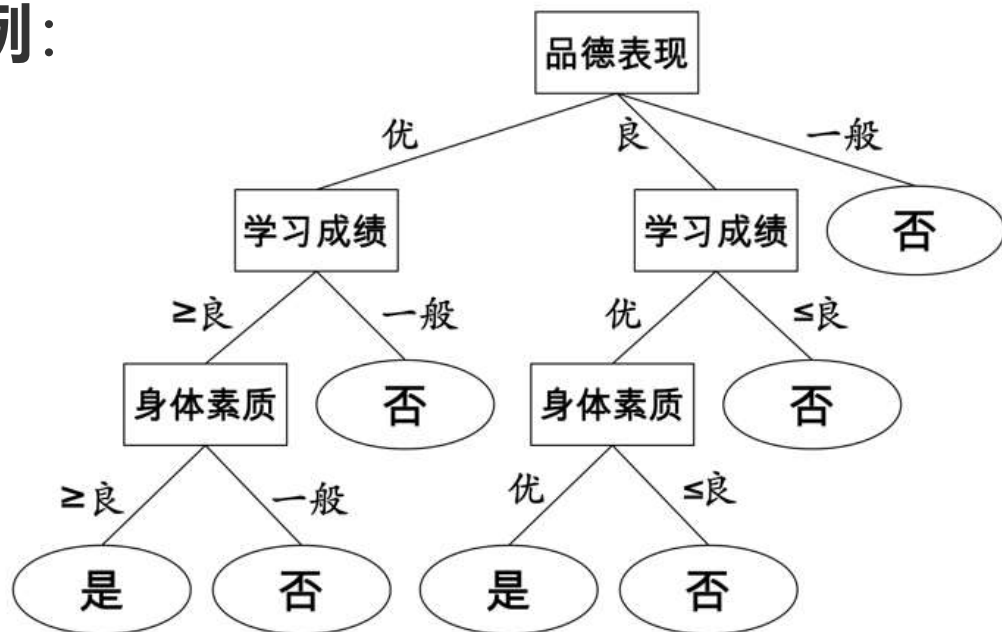 例：
品德表现
优 良 一般
学习成绩 学习成绩 否
≥良 一般 优 ≤良
身体素质 否 身体素质 否
≥良 一般 优 ≤良
是 否 是 否